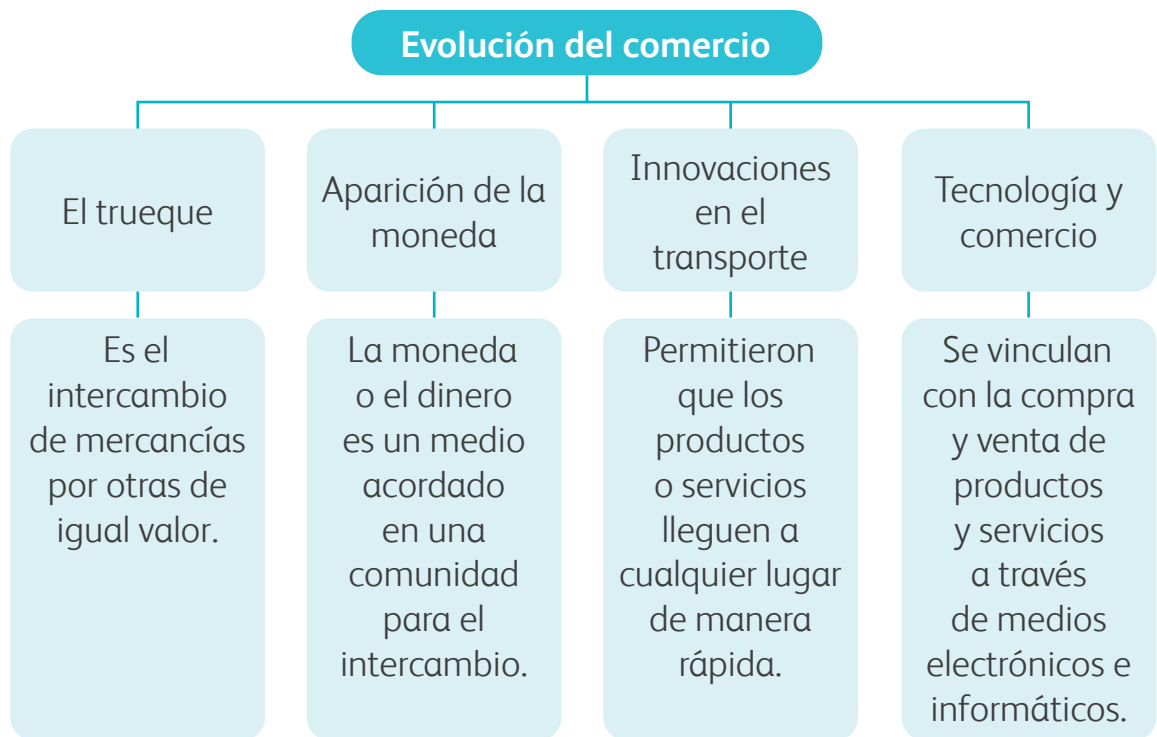 Evolución del comercio
El trueque
Es el
intercambio
de mercancías
por otras de
igual valor.
Aparición de la
moneda
La moneda
o el dinero
es un medio
acordado
en una
comunidad
para el
intercambio.
Innovaciones
en el
transporte
Permitieron
que los
productos
o servicios
lleguen a
cualquier lugar
de manera
rápida.
Tecnología y
comercio
Se vinculan
con la compra
y venta de
productos
y servicios
a través
de medios
electrónicos e
informáticos.